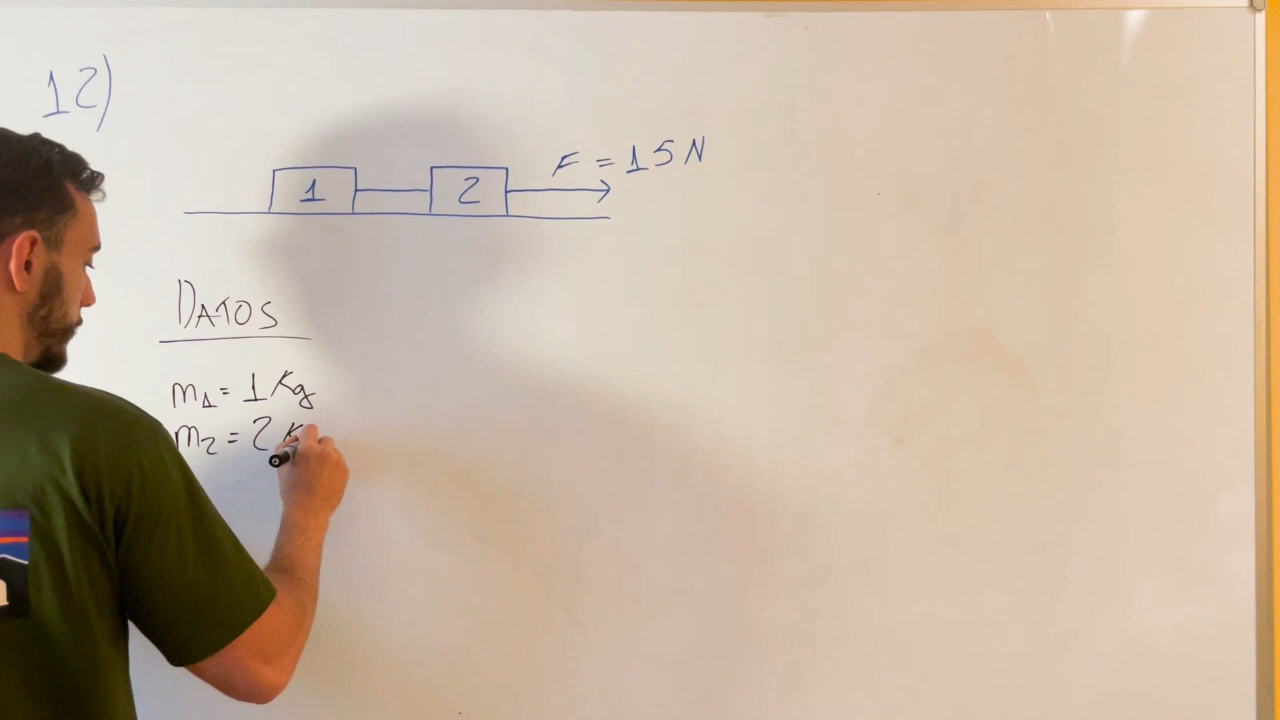 12)
F = 15 N
1 2
DATOS
m1 = 1 Kg
m2 = 2 K